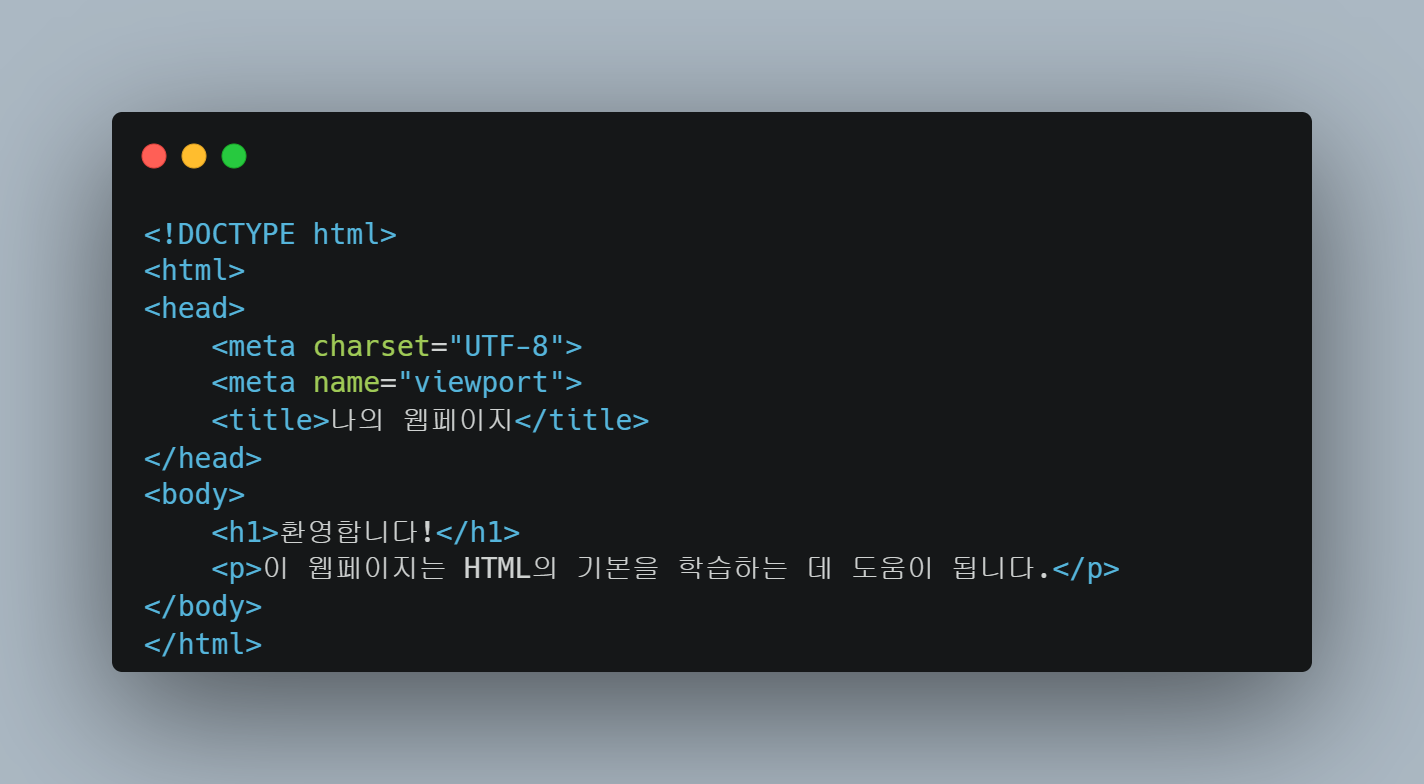 <!DOCTYPE html>
<html>
<head>
    <meta charset="UTF-8">
    <meta name="viewport">
    <title>나의 웹페이지</title>
</head>
<body>
    <h1>환영합니다!</h1>
    <p>이 웹페이지는 HTML의 기본을 학습하는 데 도움이 됩니다.</p>
</body>
</html>